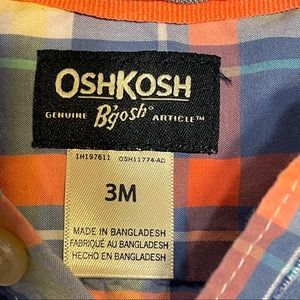 OSHKOSH
GENUINE B'gosh® ARTICLE™
1H197611 OSH11774-AD
3M
MADE IN BANGLADESH
FABRIQUÉ AU BANGLADESH
HECHO EN BANGLADESH